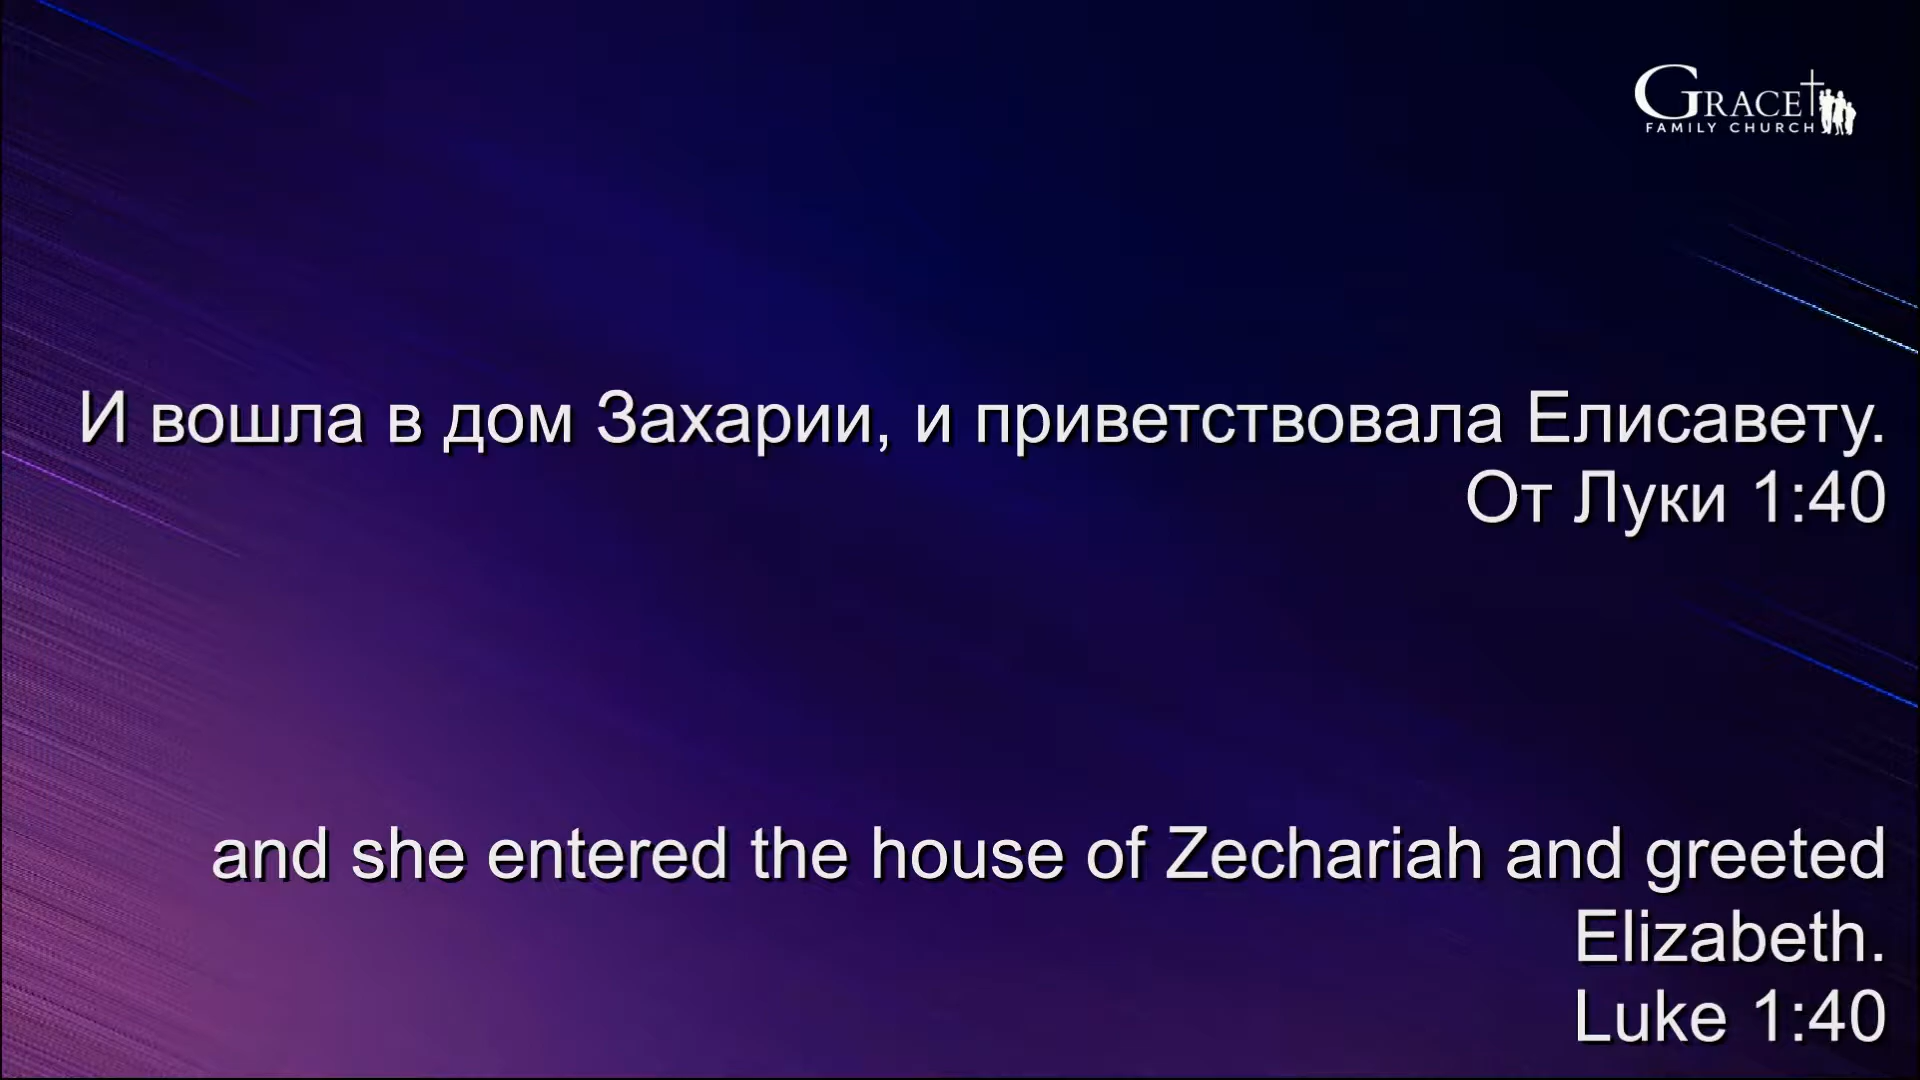 GRACE
FAMILY CHURCH
И вошла в дом Захарии, и приветствовала Елисавету.
От Луки 1:40
and she entered the house of Zechariah and greeted
Elizabeth.
Luke 1:40